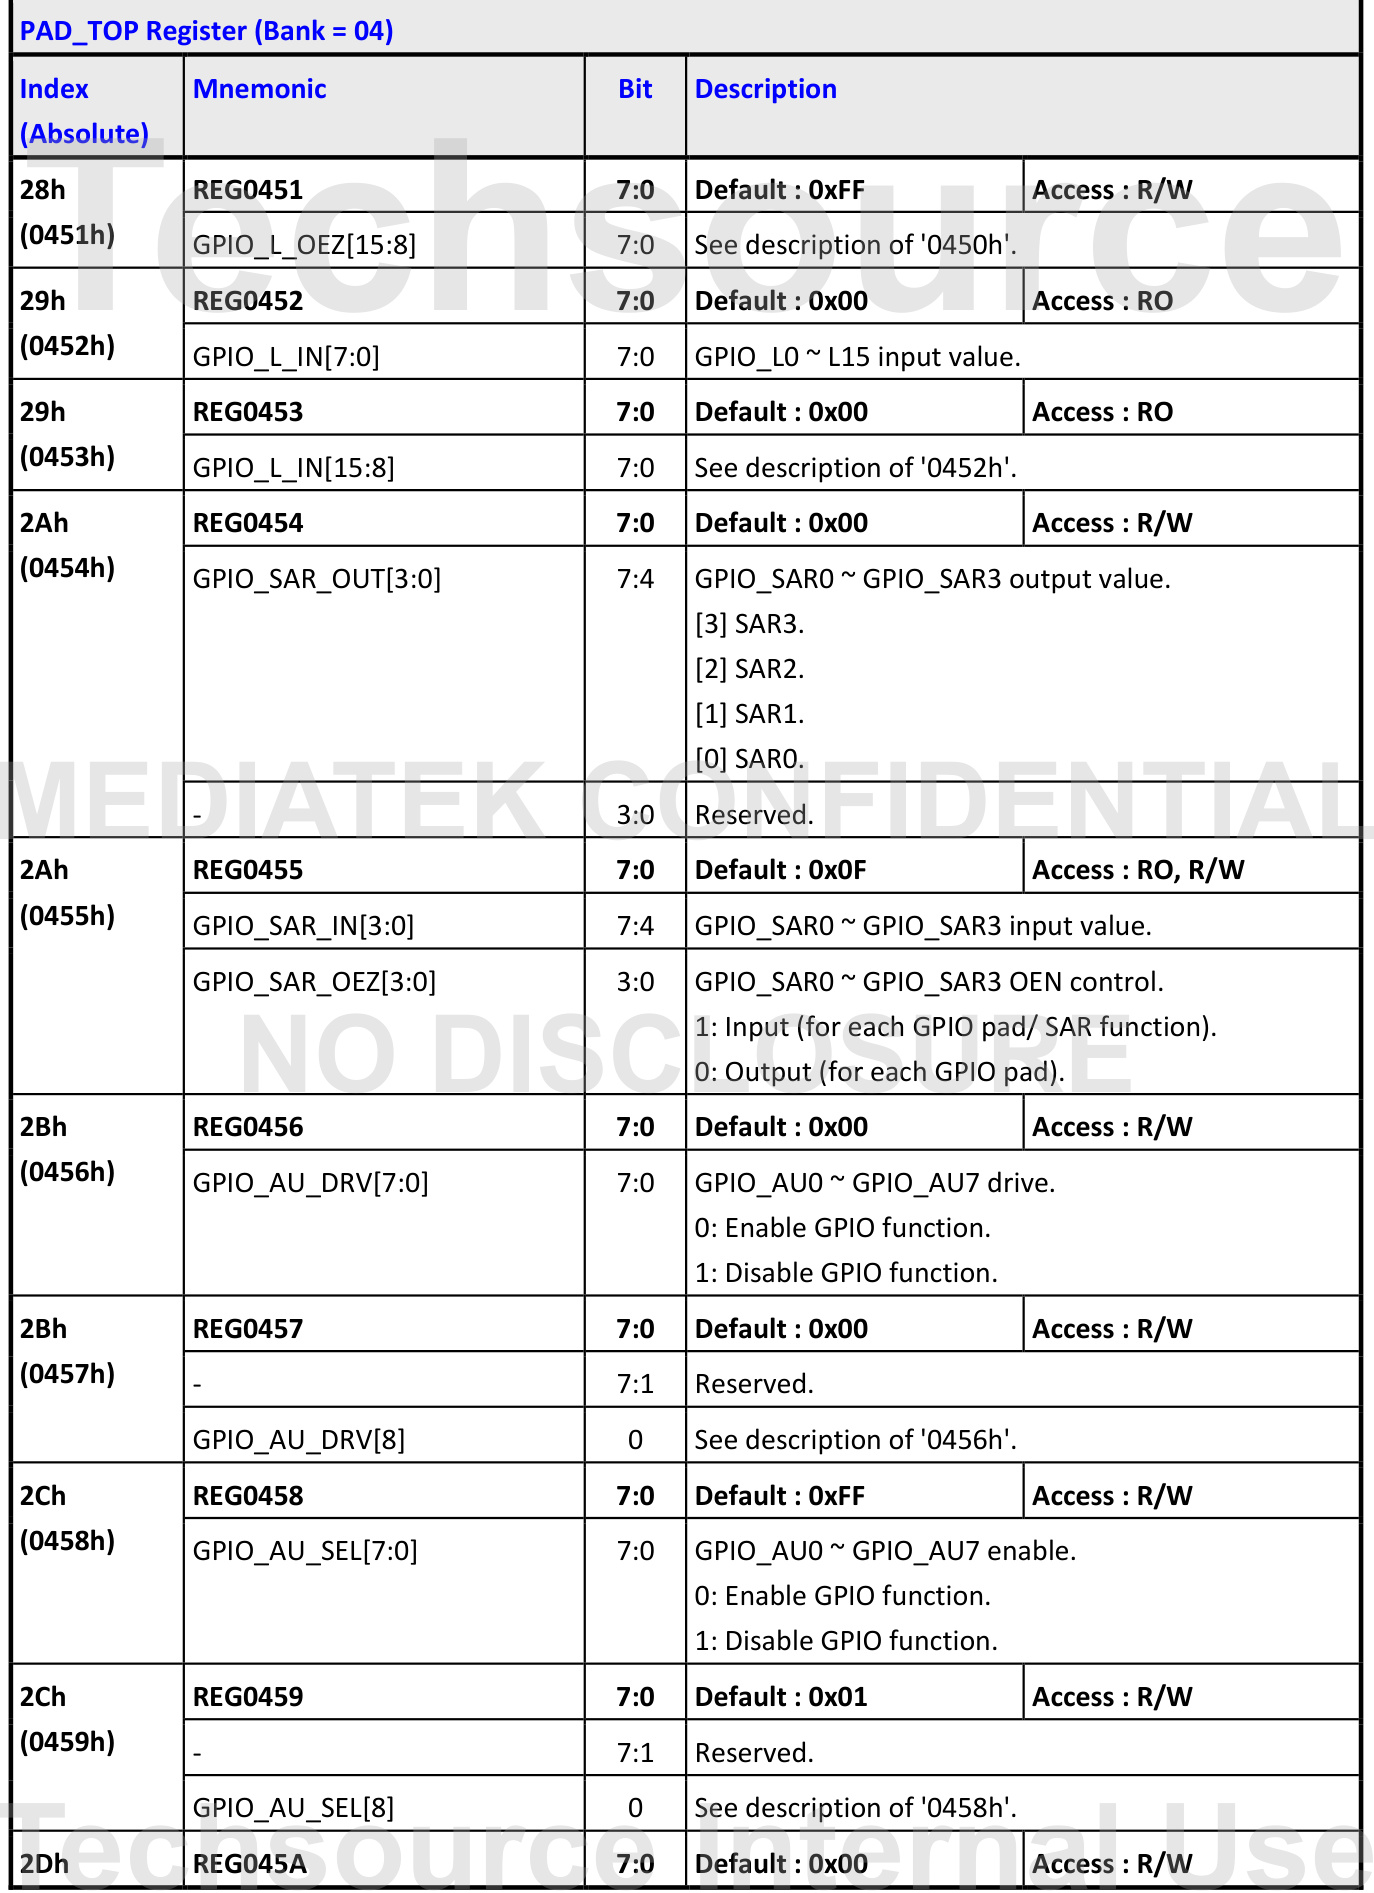 PAD_TOP Register (Bank = 04)
Index (Absolute) Mnemonic Bit Description
28h (0451h) REG0451 7:0 Default : 0xFF Access : R/W
GPIO_L_OEZ[15:8] 7:0 See description of '0450h'.
29h (0452h) REG0452 7:0 Default : 0x00 Access : RO
GPIO_L_IN[7:0] 7:0 GPIO_L0 ~ L15 input value.
29h (0453h) REG0453 7:0 Default : 0x00 Access : RO
GPIO_L_IN[15:8] 7:0 See description of '0452h'.
2Ah (0454h) REG0454 7:0 Default : 0x00 Access : R/W
GPIO_SAR_OUT[3:0] 7:4 GPIO_SAR0 ~ GPIO_SAR3 output value.
[3] SAR3.
[2] SAR2.
[1] SAR1.
[0] SAR0.
- 3:0 Reserved.
2Ah (0455h) REG0455 7:0 Default : 0x0F Access : RO, R/W
GPIO_SAR_IN[3:0] 7:4 GPIO_SAR0 ~ GPIO_SAR3 input value.
GPIO_SAR_OEZ[3:0] 3:0 GPIO_SAR0 ~ GPIO_SAR3 OEN control.
1: Input (for each GPIO pad/ SAR function).
0: Output (for each GPIO pad).
2Bh (0456h) REG0456 7:0 Default : 0x00 Access : R/W
GPIO_AU_DRV[7:0] 7:0 GPIO_AU0 ~ GPIO_AU7 drive.
0: Enable GPIO function.
1: Disable GPIO function.
2Bh (0457h) REG0457 7:0 Default : 0x00 Access : R/W
- 7:1 Reserved.
GPIO_AU_DRV[8] 0 See description of '0456h'.
2Ch (0458h) REG0458 7:0 Default : 0xFF Access : R/W
GPIO_AU_SEL[7:0] 7:0 GPIO_AU0 ~ GPIO_AU7 enable.
0: Enable GPIO function.
1: Disable GPIO function.
2Ch (0459h) REG0459 7:0 Default : 0x01 Access : R/W
- 7:1 Reserved.
GPIO_AU_SEL[8] 0 See description of '0458h'.
2Dh REG045A 7:0 Default : 0x00 Access : R/W
Techsource
MEDIATEK CONFIDENTIAL
NO DISCLOSURE
Techsource Internal Use